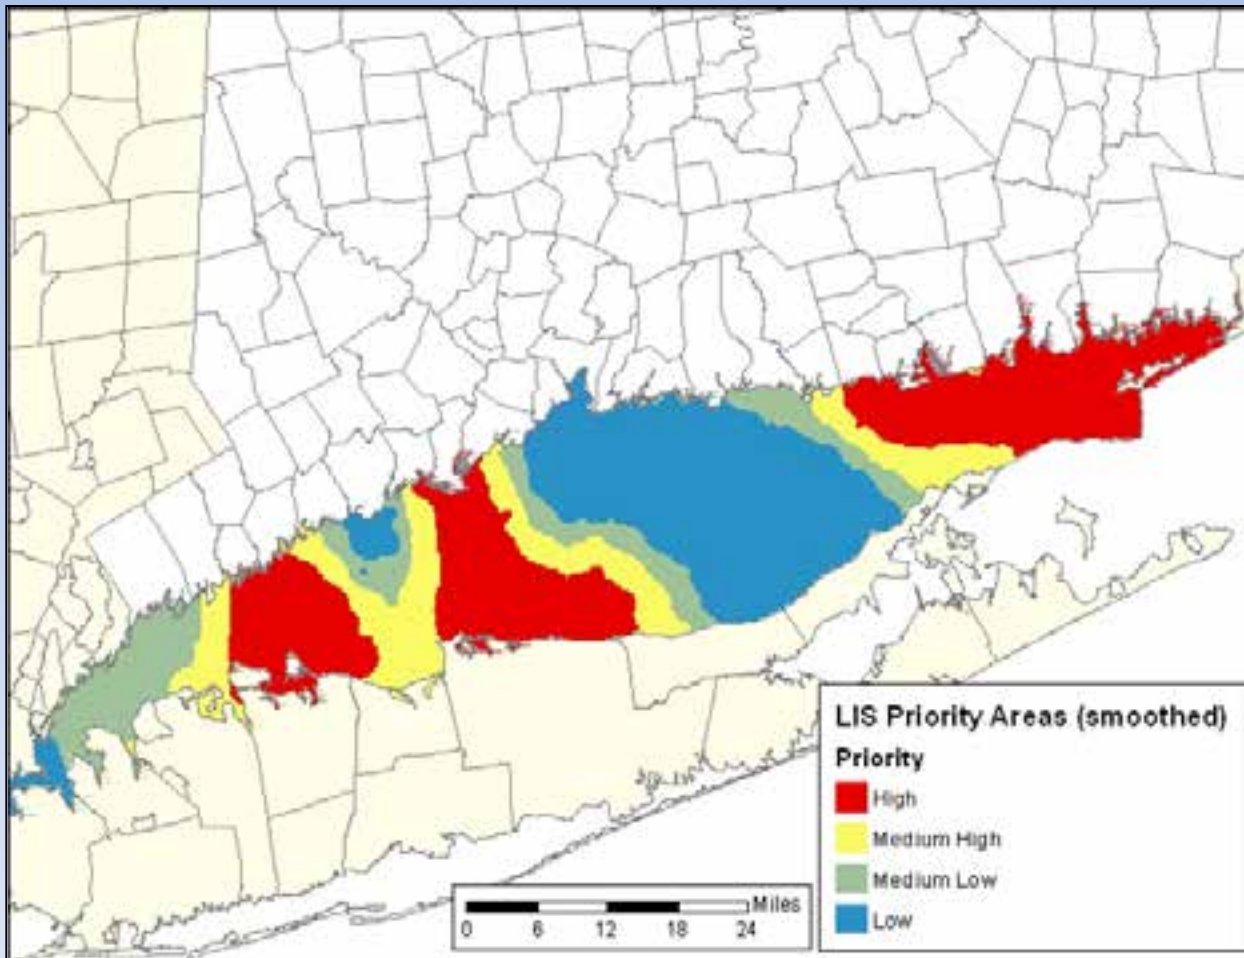 LIS Priority Areas (smoothed)
Priority
High
Medium High
Medium Low
Low
Miles
0 6 12 18 24